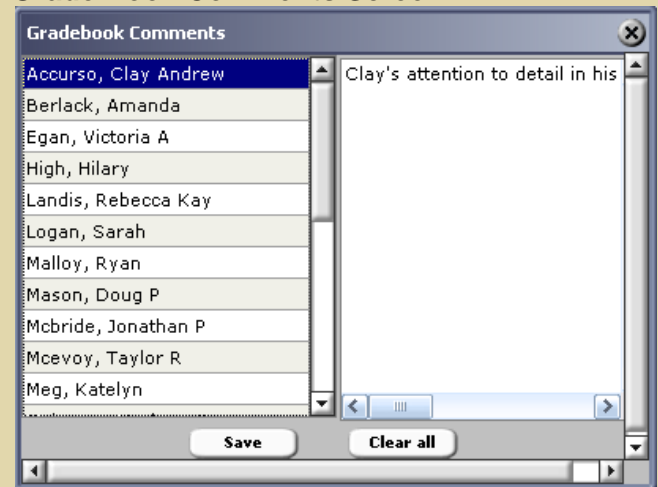 Gradebook Comments
Accurso, Clay Andrew
Clay's attention to detail in his
Berlack, Amanda
Egan, Victoria A
High, Hilary
Landis, Rebecca Kay
Logan, Sarah
Malloy, Ryan
Mason, Doug P
Mcbride, Jonathan P
Mcevoy, Taylor R
Meg, Katelyn
Save
Clear all